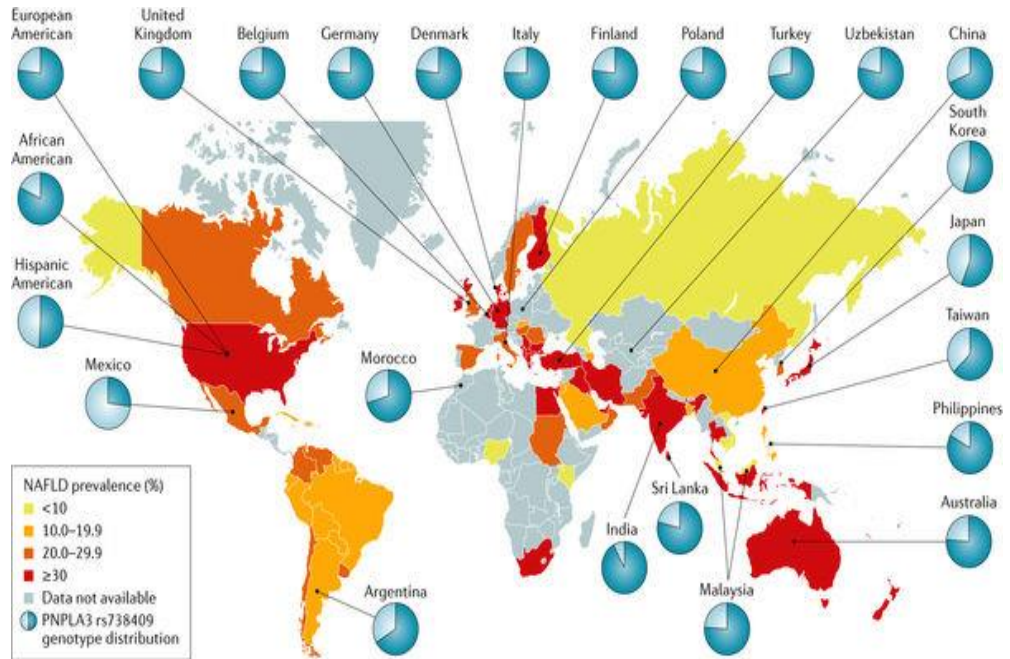 European
American
United
Kingdom
Belgium
Germany
Denmark
Italy
Finland
Poland
Turkey
Uzbekistan
China
South
Korea
African
American
Japan
Hispanic
American
Taiwan
Mexico
Morocco
Philippines
NAFLD prevalence (%)
<10
10.0–19.9
20.0–29.9
≥30
Data not available
PNPLA3 rs738409
genotype distribution
Sri Lanka
India
Australia
Argentina
Malaysia